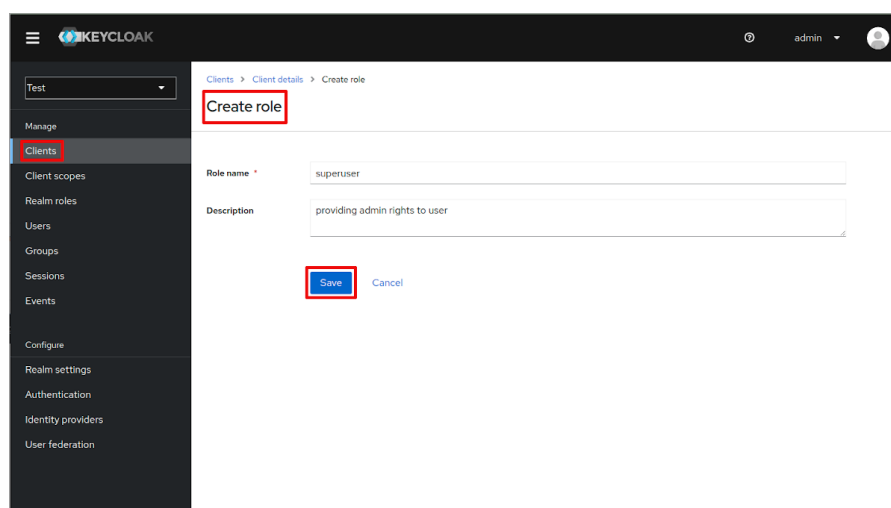 KEYCLOAK
admin
Test
Clients > Client details > Create role
Create role
Manage
Clients
Client scopes
Realm roles
Users
Groups
Sessions
Events
Configure
Realm settings
Authentication
Identity providers
User federation
Role name *
superuser
Description
providing admin rights to user
Save
Cancel